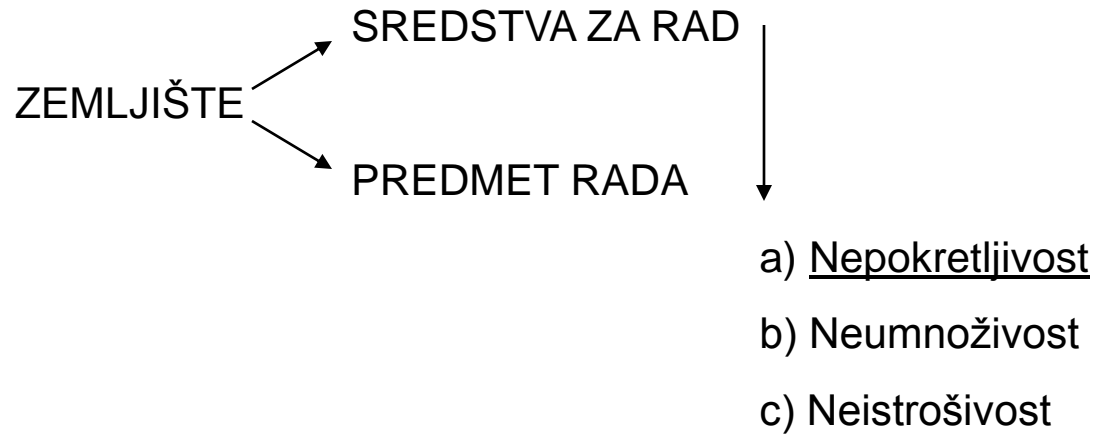 SREDSTVA ZA RAD
ZEMLJIŠTE
PREDMET RADA
a) Nepokretljivost
b) Neumnoživost
c) Neistrošivost